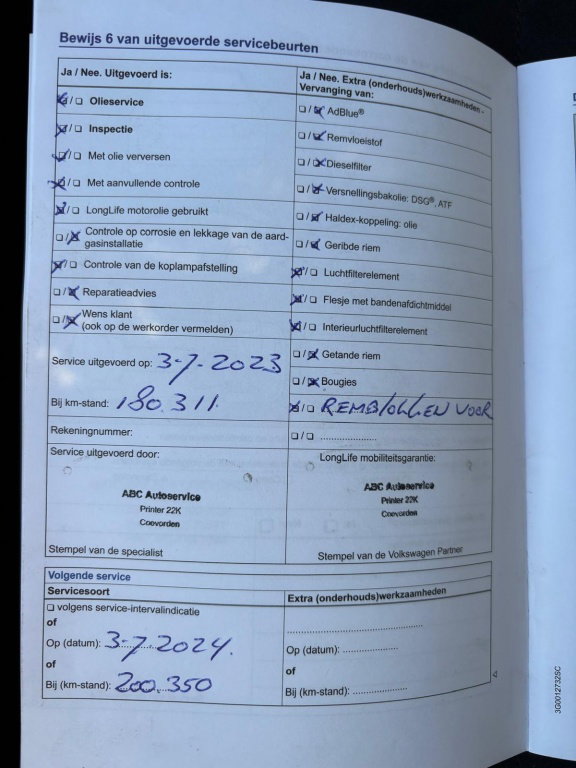 Bewijs 6 van uitgevoerde servicebeurten
Ja / Nee. Uitgevoerd is:
☒/☐ Olieservice
☒/☐ Inspectie
☒/☐ Met olie verversen
☒/☐ Met aanvullende controle
☒/☐ LongLife motorolie gebruikt
☐/☒ Controle op corrosie en lekkage van de aard-
gasinstallatie
☒/☐ Controle van de koplampafstelling
☐/☒ Reparatieadvies
☐/☒ Wens klant
(ook op de werkorder vermelden)
Service uitgevoerd op: 3-7-2023
Bij km-stand: 180.311.
Rekeningnummer:
Service uitgevoerd door:
ABC Autoservice
Printer 22K
Coevorden
Stempel van de specialist
Ja / Nee. Extra (onderhouds)werkzaamheden -
Vervanging van:
☐/☒ AdBlue®
☐/☒ Remvloeistof
☐/☒ Dieselfilter
☐/☒ Versnellingsbakolie: DSG®, ATF
☐/☒ Haldex-koppeling: olie
☐/☒ Geribde riem
☒/☐ Luchtfilterelement
☒/☐ Flesje met bandenafdichtmiddel
☒/☐ Interieurluchtfilterelement
☐/☒ Getande riem
☐/☒ Bougies
☒/☐ REMBLOKKEN VOOR
☐/☐ ....................
LongLife mobiliteitsgarantie:
ABC Autoservice
Printer 22K
Coevorden
Stempel van de Volkswagen Partner
Volgende service
Servicesoort
☐ volgens service-intervalindicatie
of
Op (datum): 3-7-2024.
of
Bij (km-stand): 200.350
Extra (onderhouds)werkzaamheden
Op (datum): ....................
of
Bij (km-stand): ....................
3G0012732SC